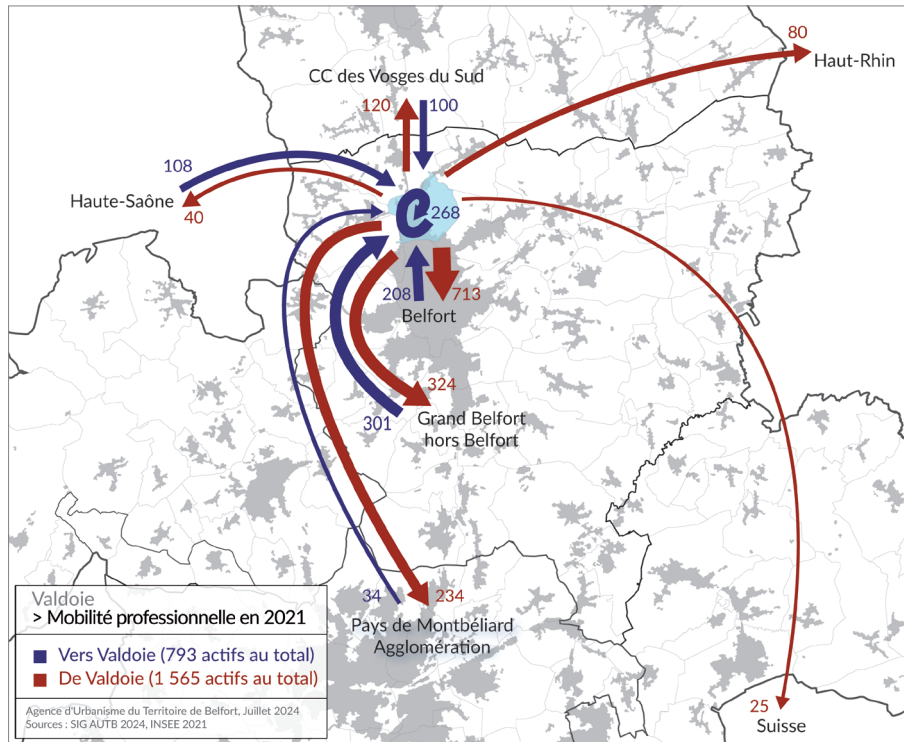 80
Haut-Rhin
CC des Vosges du Sud
120
100
108
Haute-Saône
40
268
208
713
Belfort
324
301
Grand Belfort
hors Belfort
34
234
Pays de Montbéliard
Agglomération
25
Suisse
Valdoie
> Mobilité professionnelle en 2021
Vers Valdoie (793 actifs au total)
De Valdoie (1 565 actifs au total)
Agence d'Urbanisme du Territoire de Belfort, Juillet 2024
Sources : SIG AUTB 2024, INSEE 2021